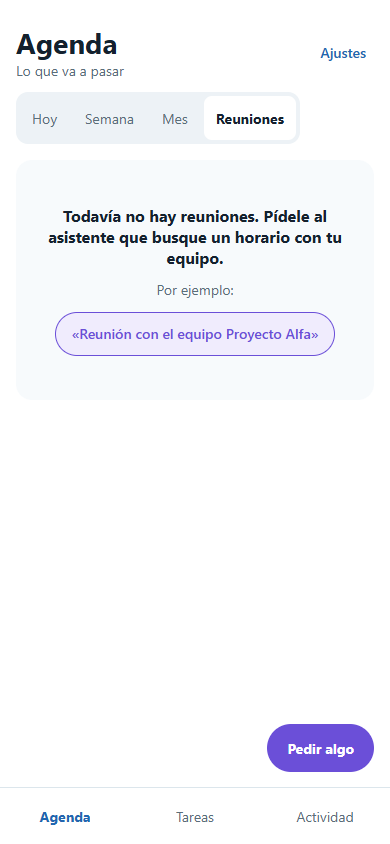 Agenda
Lo que va a pasar
Ajustes
Hoy
Semana
Mes
Reuniones
Todavía no hay reuniones. Pídele al
asistente que busque un horario con tu
equipo.
Por ejemplo:
«Reunión con el equipo Proyecto Alfa»
Pedir algo
Agenda
Tareas
Actividad